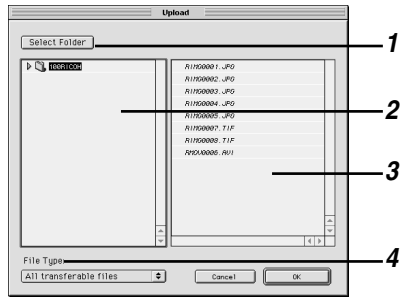 Upload
Select Folder
1
100RICOH
RIMG0001.JPG
RIMG0002.JPG
RIMG0003.JPG
RIMG0004.JPG
RIMG0005.JPG
RIMG0007.TIF
RIMG0008.TIF
RMOV0006.AVI
2
3
File Type:
4
All transferable files
Cancel
OK